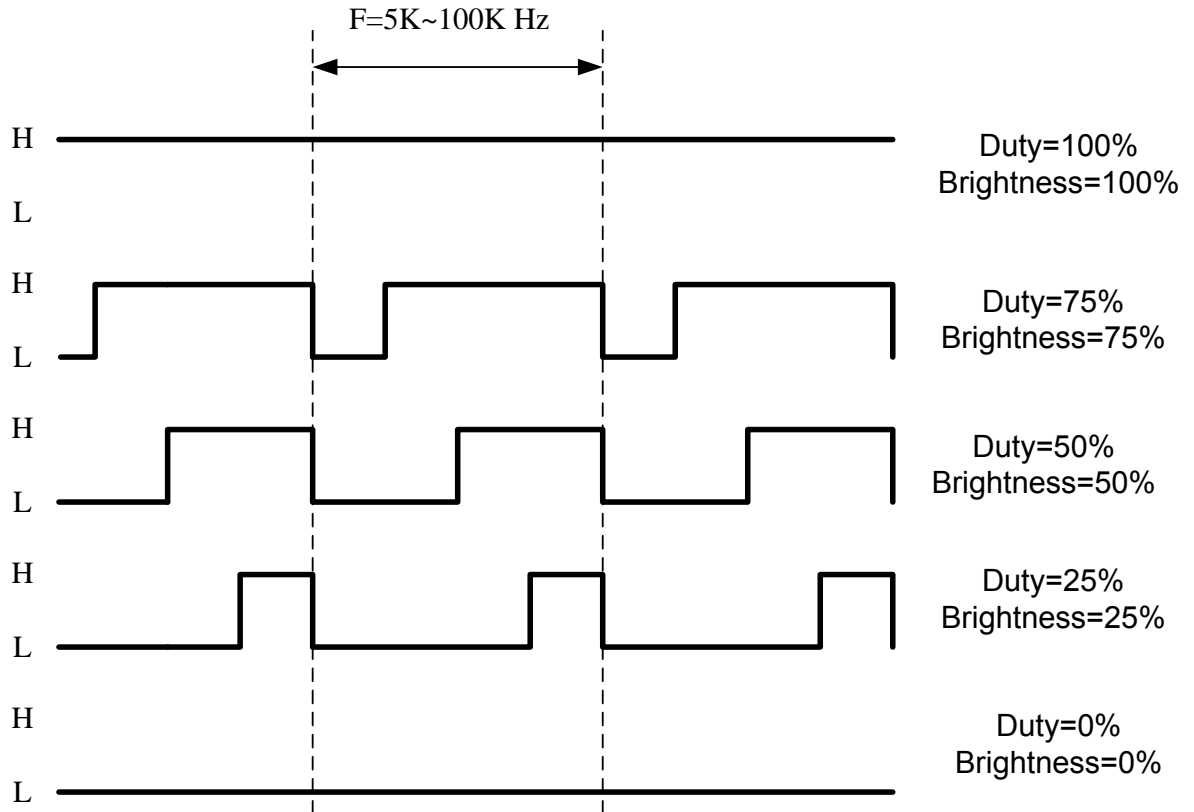 F=5K~100K Hz
H
L
Duty=100%
Brightness=100%
H
L
Duty=75%
Brightness=75%
H
L
Duty=50%
Brightness=50%
H
L
Duty=25%
Brightness=25%
H
L
Duty=0%
Brightness=0%